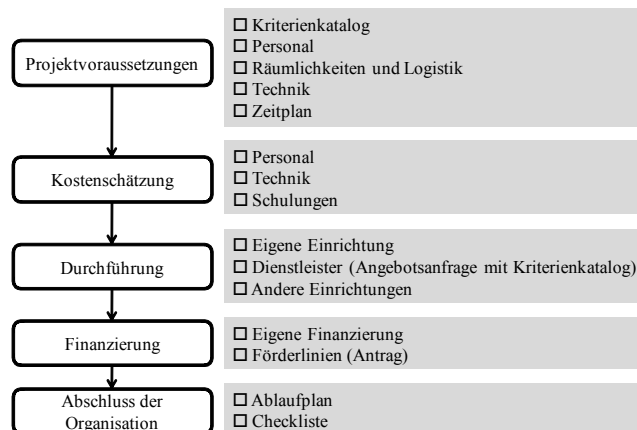 Projektvoraussetzungen
☐ Kriterienkatalog
☐ Personal
☐ Räumlichkeiten und Logistik
☐ Technik
☐ Zeitplan
Kostenschätzung
☐ Personal
☐ Technik
☐ Schulungen
Durchführung
☐ Eigene Einrichtung
☐ Dienstleister (Angebotsanfrage mit Kriterienkatalog)
☐ Andere Einrichtungen
Finanzierung
☐ Eigene Finanzierung
☐ Förderlinien (Antrag)
Abschluss der
Organisation
☐ Ablaufplan
☐ Checkliste